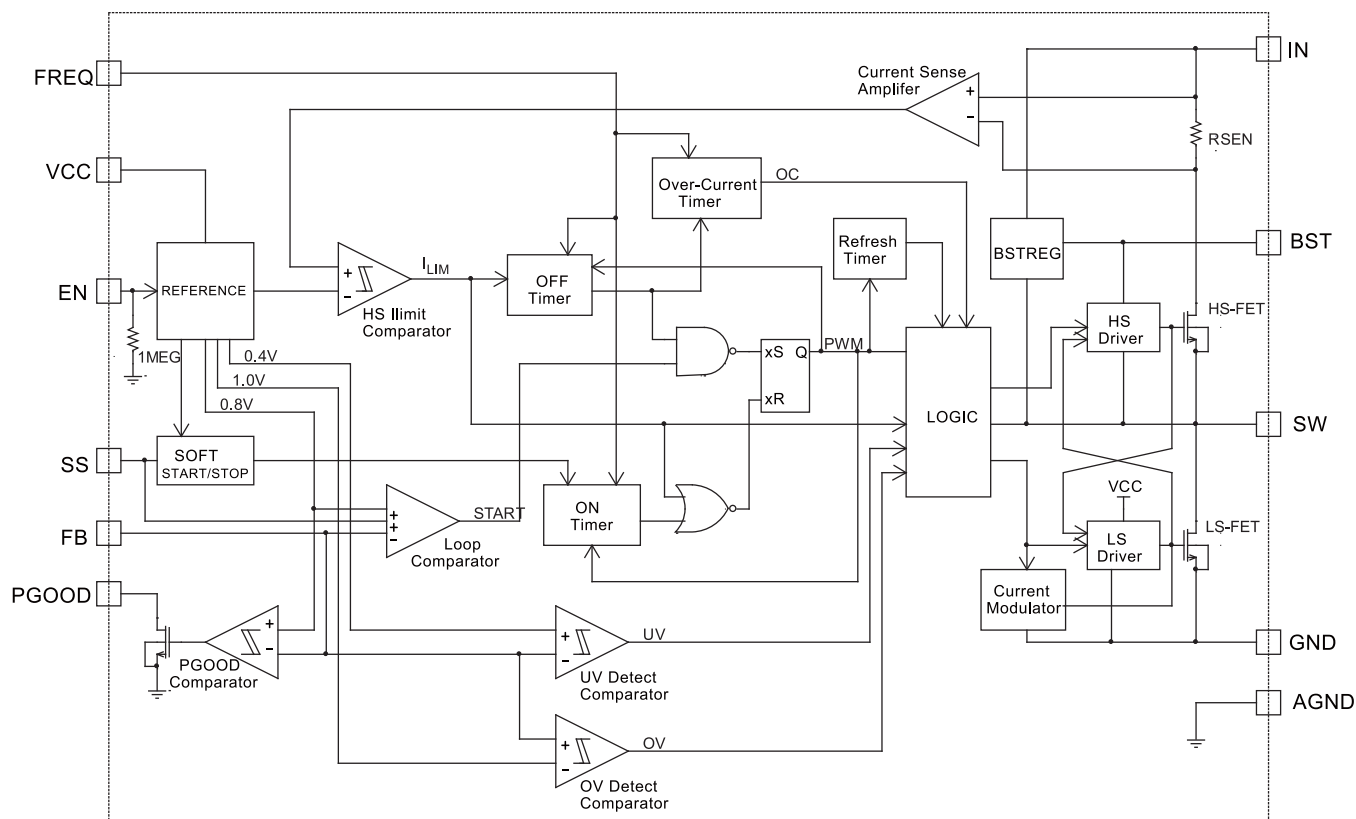 IN
FREQ
Current Sense
Amplifer
+
-
RSEN
VCC
Over-Current
Timer
OC
Refresh
Timer
BSTREG
BST
EN
REFERENCE
+
-
ILIM
HS Ilimit
Comparator
OFF
Timer
HS
Driver
HS-FET
1MEG
0.4V
1.0V
0.8V
xS Q
xR
PWM
LOGIC
SW
SS
SOFT
START/STOP
ON
Timer
VCC
LS
Driver
LS-FET
FB
+
+
-
START
Loop
Comparator
PGOOD
Current
Modulator
+
-
PGOOD
Comparator
+
-
UV
UV Detect
Comparator
GND
AGND
+
-
OV
OV Detect
Comparator